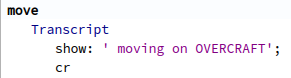 move
Transcript
show: ' moving on OVERCRAFT';
cr